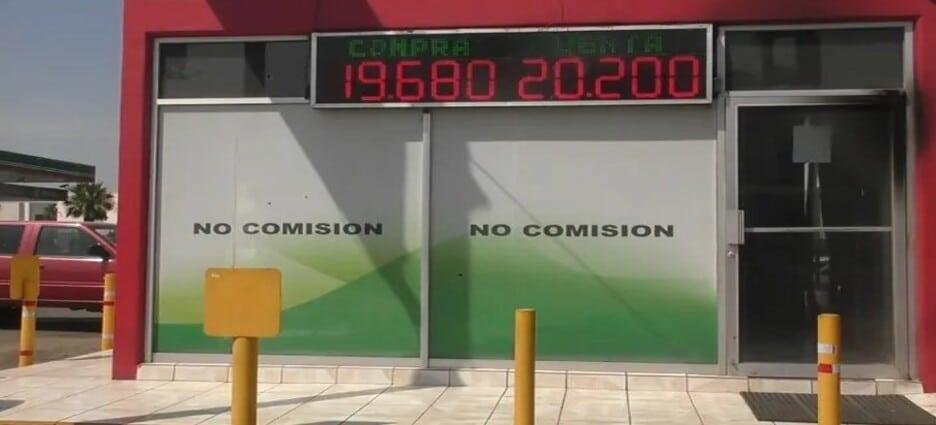 COMPRA VENTA
19.680 20.200
NO COMISION
NO COMISION